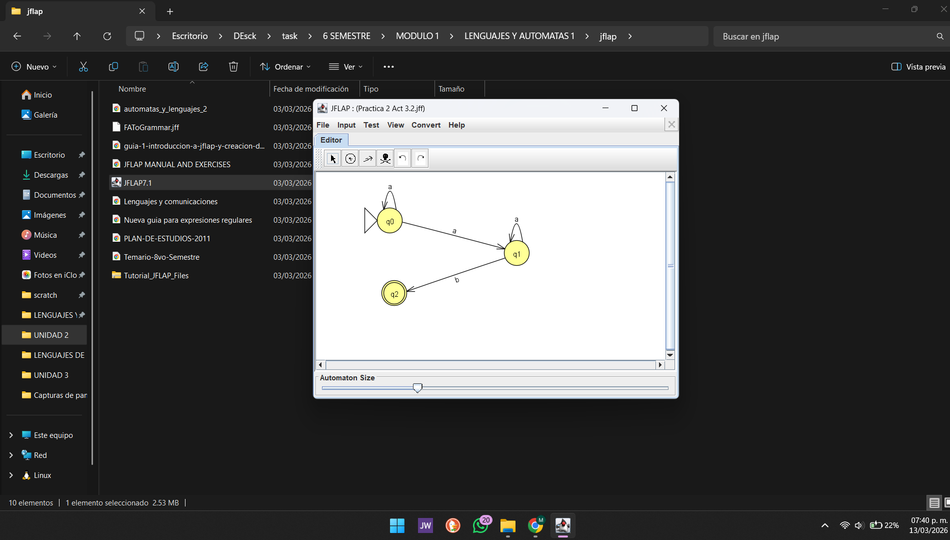 jflap
Escritorio > DEsck > task > 6 SEMESTRE > MODULO 1 > LENGUAJES Y AUTOMATAS 1 > jflap >
Buscar en jflap
Nuevo
Ordenar
Ver
Vista previa
Inicio
Galería
Escritorio
Descargas
Documentos
Imágenes
Música
Videos
Fotos en iClo
scratch
LENGUAJES Y
UNIDAD 2
LENGUAJES DE
UNIDAD 3
Capturas de pan
Este equipo
Red
Linux
Nombre Fecha de modificación Tipo Tamaño
automatas_y_lenguajes_2 03/03/2026
FAToGrammar.jff 03/03/2026
guia-1-introduccion-a-jflap-y-creacion-d... 03/03/2026
JFLAP MANUAL AND EXERCISES 03/03/2026
JFLAP7.1 03/03/2026
Lenguajes y comunicaciones 03/03/2026
Nueva guia para expresiones regulares 03/03/2026
PLAN-DE-ESTUDIOS-2011 03/03/2026
Temario-8vo-Semestre 03/03/2026
Tutorial_JFLAP_Files 03/03/2026
JFLAP : (Practica 2 Act 3.2.jff)
File Input Test View Convert Help
Editor
a
q0
a
a
q1
b
q2
Automaton Size
10 elementos | 1 elemento seleccionado 2.53 MB |
JW
20
M
22%
07:40 p. m.
13/03/2026